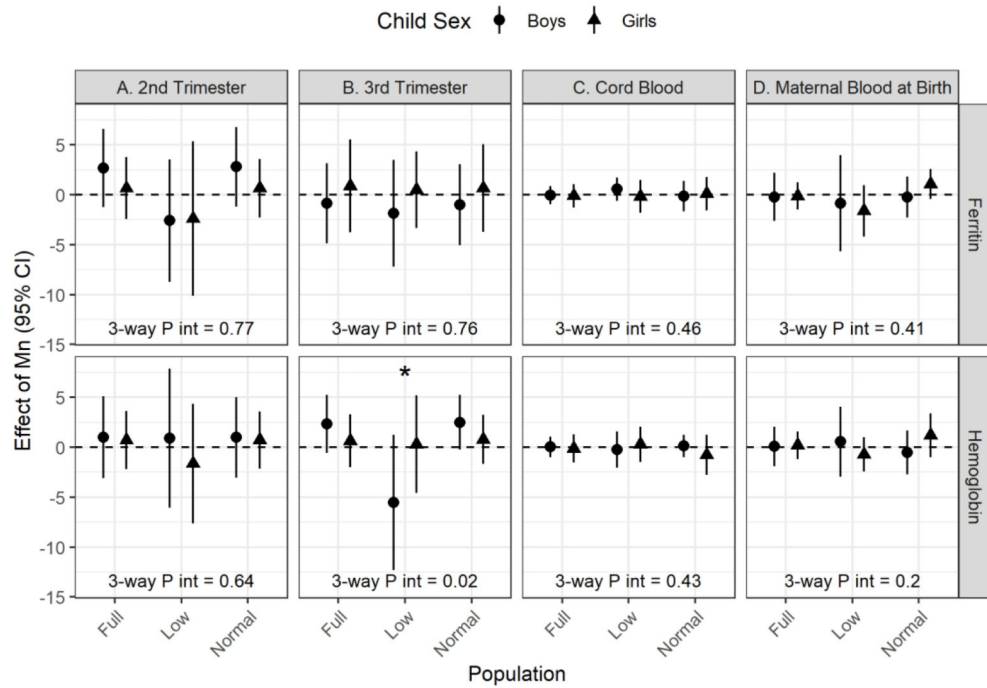 Child Sex Boys Girls
A. 2nd Trimester B. 3rd Trimester C. Cord Blood D. Maternal Blood at Birth
Effect of Mn (95% CI)
5
0
-5
-10
-15
3-way P int = 0.77 3-way P int = 0.76 3-way P int = 0.46 3-way P int = 0.41
Ferritin
5
*
0
-5
-10
-15
3-way P int = 0.64 3-way P int = 0.02 3-way P int = 0.43 3-way P int = 0.2
Hemoglobin
Full Low Normal Full Low Normal Full Low Normal Full Low Normal
Population